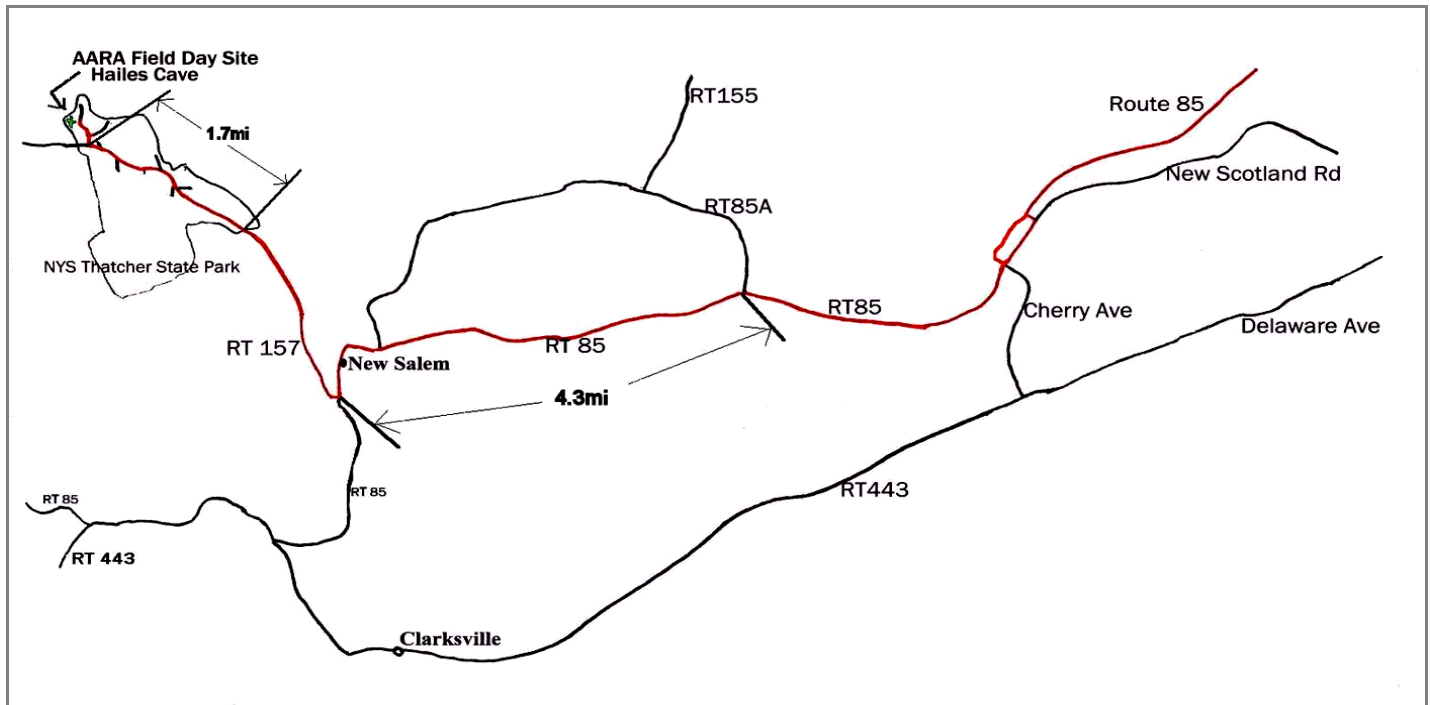 AARA Field Day Site
Hailes Cave
1.7mi
RT155
Route 85
New Scotland Rd
RT85A
NYS Thatcher State Park
RT 157
RT 85
RT85
Cherry Ave
Delaware Ave
New Salem
4.3mi
RT 85
RT 85
RT443
RT 443
Clarksville